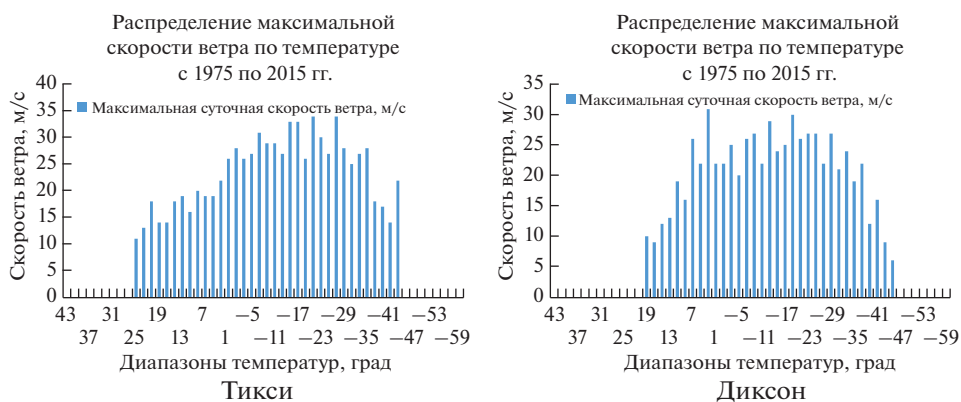 Распределение максимальной
скорости ветра по температуре
с 1975 по 2015 гг.
Скорость ветра, м/с
40
35
30
25
20
15
10
5
0
Максимальная суточная скорость ветра, м/с
43 31 19 7 –5 –17 –29 –41 –53
37 25 13 1 –11 –23 –35 –47 –59
Диапазоны температур, град
Тикси
Распределение максимальной
скорости ветра по температуре
с 1975 по 2015 гг.
Скорость ветра, м/с
35
30
25
20
15
10
5
0
Максимальная суточная скорость ветра, м/с
43 31 19 7 –5 –17 –29 –41 –53
37 25 13 1 –11 –23 –35 –47 –59
Диапазоны температур, град
Диксон